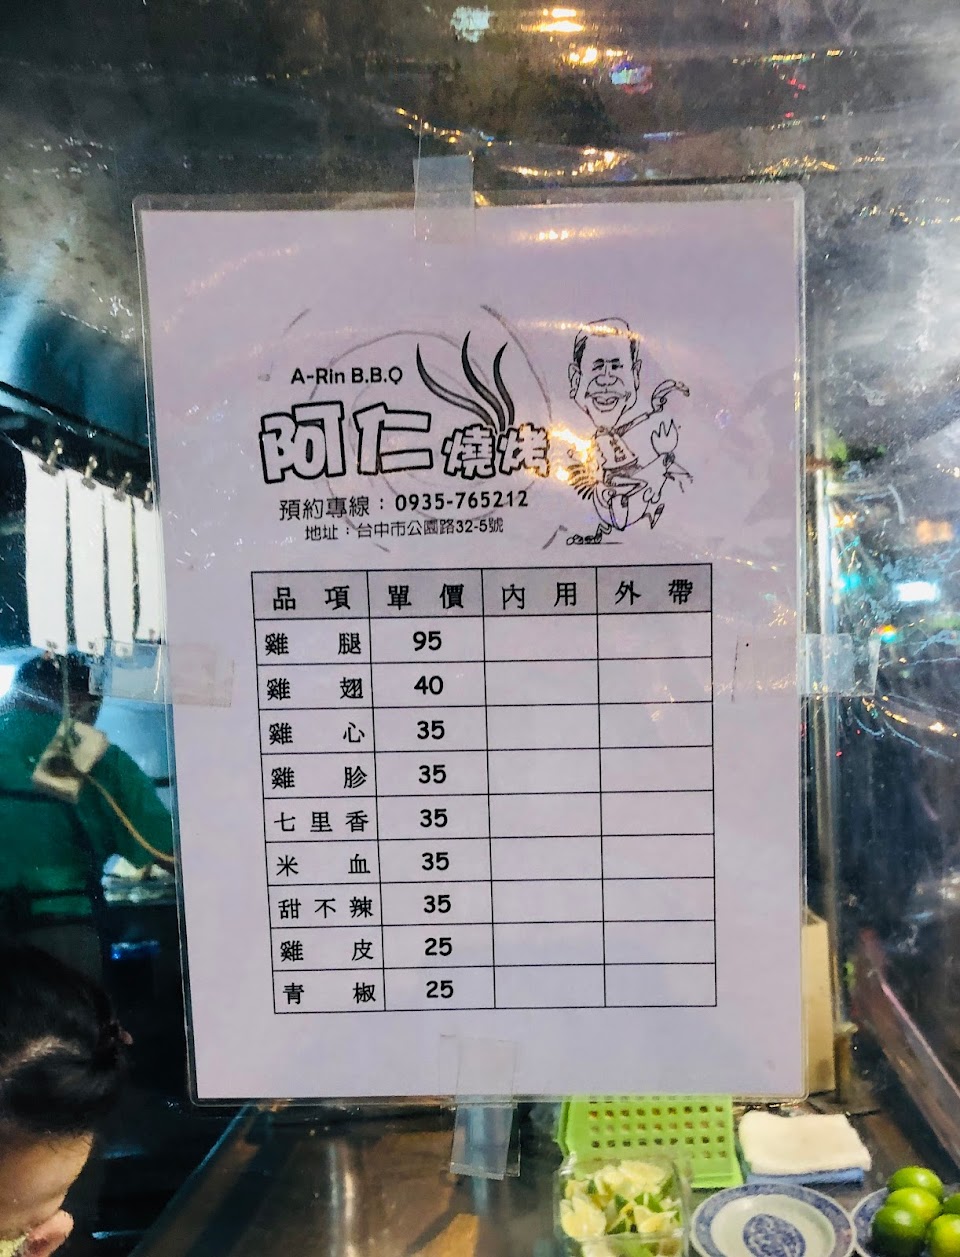 A-Rin B.B.Q
阿仁燒烤
預約專線：0935-765212
地址：台中市公園路32-5號
品項 單價 內用 外帶
雞腿 95
雞翅 40
雞心 35
雞胗 35
七里香 35
米血 35
甜不辣 35
雞皮 25
青椒 25